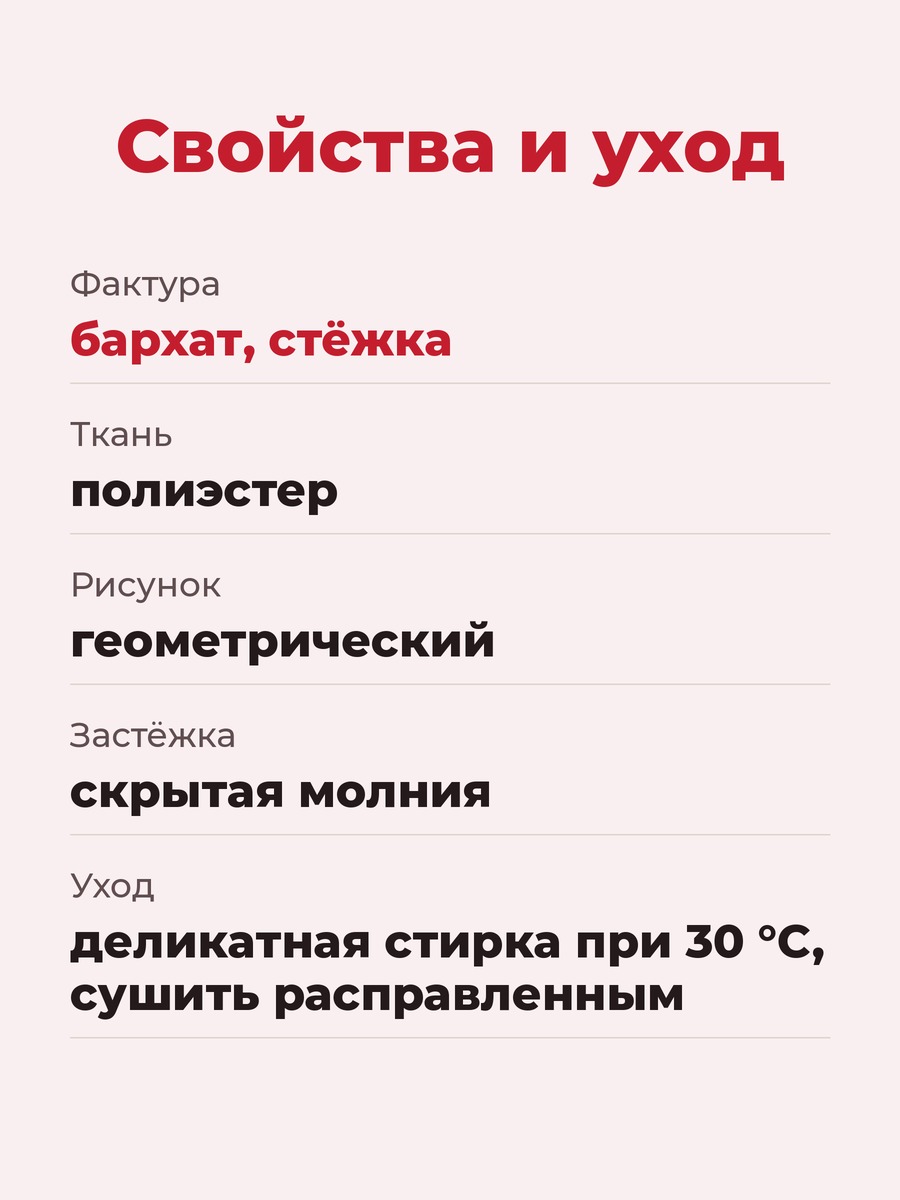 Свойства и уход
Фактура
бархат, стёжка
Ткань
полиэстер
Рисунок
геометрический
Застёжка
скрытая молния
Уход
деликатная стирка при 30 °C,
сушить расправленным